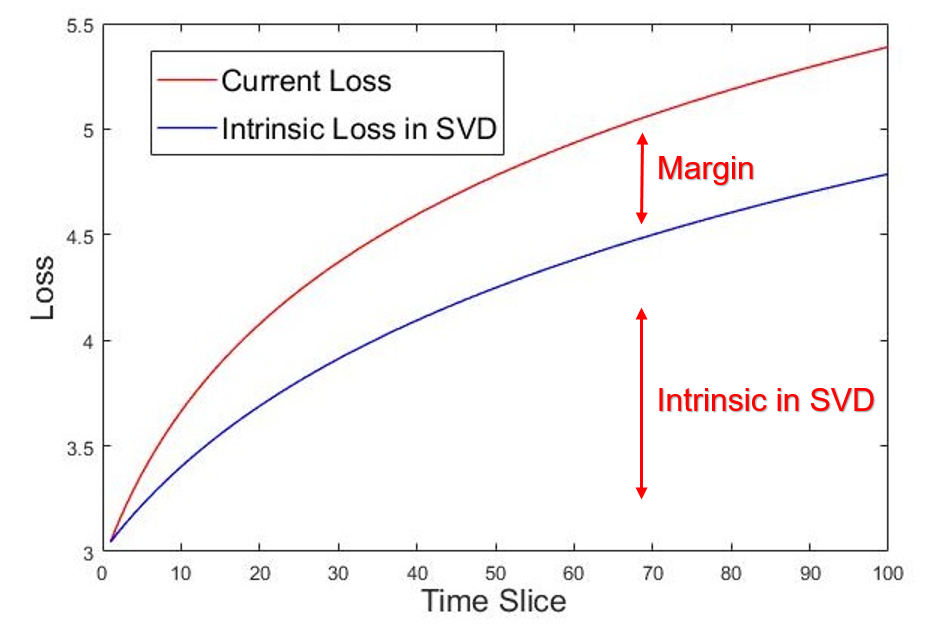 5.5
5
4.5
4
3.5
3
Loss
Current Loss
Intrinsic Loss in SVD
Margin
Intrinsic in SVD
0 10 20 30 40 50 60 70 80 90 100
Time Slice